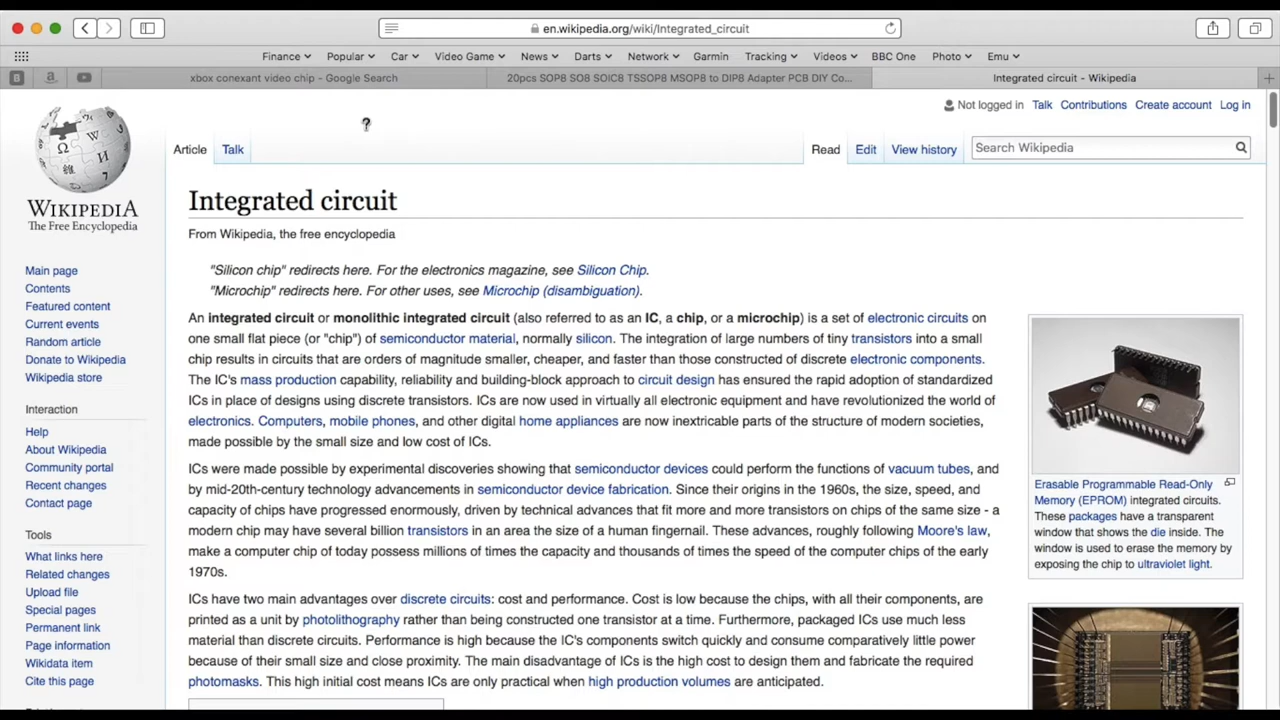 en.wikipedia.org/wiki/Integrated_circuit
Finance Popular Car Video Game News Darts Network Garmin Tracking Videos BBC One Photo Emu
xbox conexant video chip - Google Search
20pcs SOP8 SO8 SOIC8 TSSOP8 MSOP8 to DIP8 Adapter PCB DIY Co...
Integrated circuit - Wikipedia
Not logged in Talk Contributions Create account Log in
Article Talk
Read Edit View history
Search Wikipedia
WIKIPEDIA
The Free Encyclopedia
Main page
Contents
Featured content
Current events
Random article
Donate to Wikipedia
Wikipedia store
Interaction
Help
About Wikipedia
Community portal
Recent changes
Contact page
Tools
What links here
Related changes
Upload file
Special pages
Permanent link
Page information
Wikidata item
Cite this page
Integrated circuit
From Wikipedia, the free encyclopedia
"Silicon chip" redirects here. For the electronics magazine, see Silicon Chip.
"Microchip" redirects here. For other uses, see Microchip (disambiguation).
An integrated circuit or monolithic integrated circuit (also referred to as an IC, a chip, or a microchip) is a set of electronic circuits on
one small flat piece (or "chip") of semiconductor material, normally silicon. The integration of large numbers of tiny transistors into a small
chip results in circuits that are orders of magnitude smaller, cheaper, and faster than those constructed of discrete electronic components.
The IC's mass production capability, reliability and building-block approach to circuit design has ensured the rapid adoption of standardized
ICs in place of designs using discrete transistors. ICs are now used in virtually all electronic equipment and have revolutionized the world of
electronics. Computers, mobile phones, and other digital home appliances are now inextricable parts of the structure of modern societies,
made possible by the small size and low cost of ICs.
ICs were made possible by experimental discoveries showing that semiconductor devices could perform the functions of vacuum tubes, and
by mid-20th-century technology advancements in semiconductor device fabrication. Since their origins in the 1960s, the size, speed, and
capacity of chips have progressed enormously, driven by technical advances that fit more and more transistors on chips of the same size - a
modern chip may have several billion transistors in an area the size of a human fingernail. These advances, roughly following Moore's law,
make a computer chip of today possess millions of times the capacity and thousands of times the speed of the computer chips of the early
1970s.
ICs have two main advantages over discrete circuits: cost and performance. Cost is low because the chips, with all their components, are
printed as a unit by photolithography rather than being constructed one transistor at a time. Furthermore, packaged ICs use much less
material than discrete circuits. Performance is high because the IC's components switch quickly and consume comparatively little power
because of their small size and close proximity. The main disadvantage of ICs is the high cost to design them and fabricate the required
photomasks. This high initial cost means ICs are only practical when high production volumes are anticipated.
Erasable Programmable Read-Only
Memory (EPROM) integrated circuits.
These packages have a transparent
window that shows the die inside. The
window is used to erase the memory by
exposing the chip to ultraviolet light.